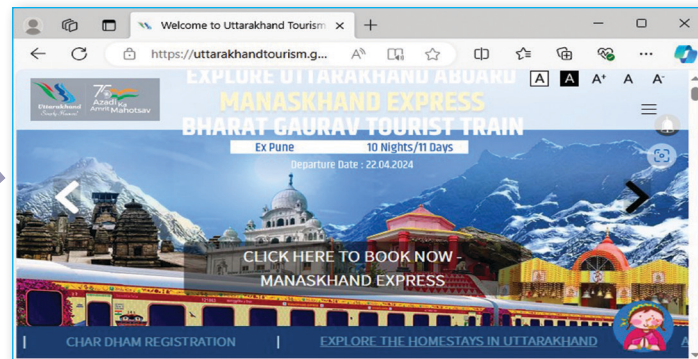 Welcome to Uttarakhand Tourism
https://uttarakhandtourism.g...
A A A+ A A-
Uttarakhand
Simply Heaven!
Azadi Ka
Amrit Mahotsav
EXPLORE UTTARAKHAND ABOARD
MANASKHAND EXPRESS
BHARAT GAURAV TOURIST TRAIN
Ex Pune 10 Nights/11 Days
Departure Date : 22.04.2024
CLICK HERE TO BOOK NOW -
MANASKHAND EXPRESS
| CHAR DHAM REGISTRATION | EXPLORE THE HOMESTAYS IN UTTARAKHAND